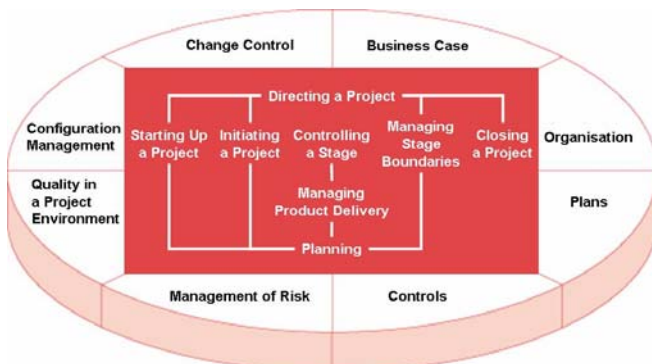 Change Control
Business Case
Directing a Project
Configuration
Management
Starting Up
a Project
Initiating
a Project
Controlling
a Stage
Managing
Stage
Boundaries
Closing
a Project
Organisation
Quality in
a Project
Environment
Managing
Product Delivery
Plans
Planning
Management of Risk
Controls